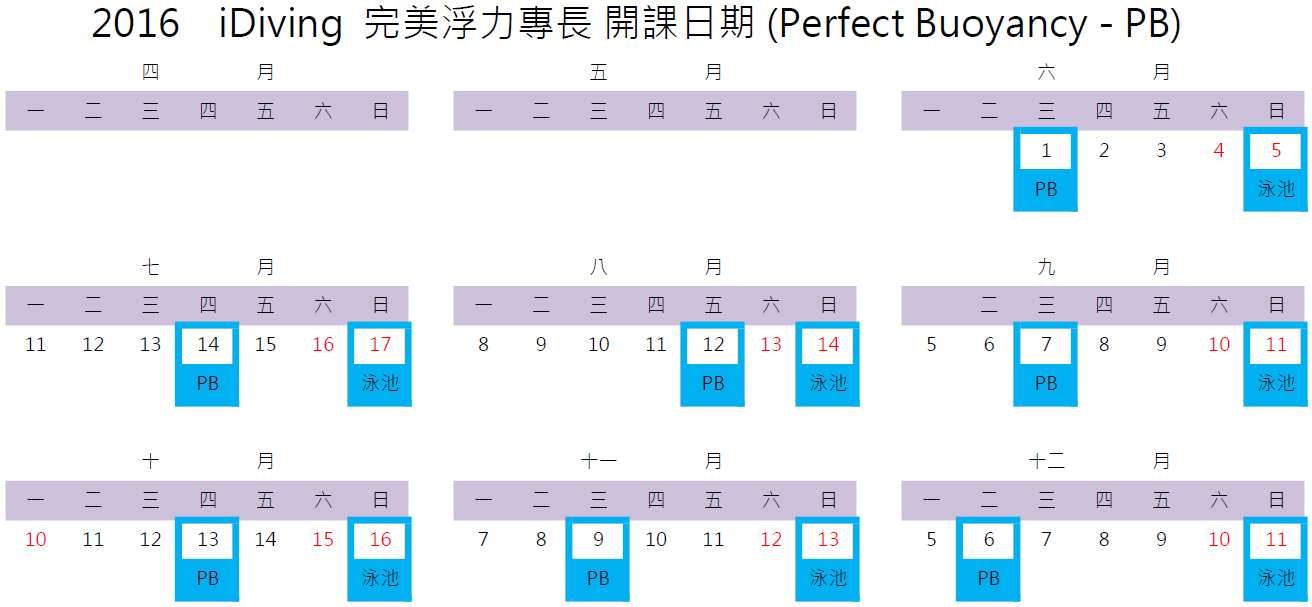 2016 iDiving 完美浮力專長 開課日期 (Perfect Buoyancy - PB)
四 月 五 月 六 月
一 二 三 四 五 六 日 一 二 三 四 五 六 日 一 二 三 四 五 六 日
1 2 3 4 5
PB 泳池
七 月 八 月 九 月
一 二 三 四 五 六 日 一 二 三 四 五 六 日 二 三 四 五 六 日
11 12 13 14 15 16 17 8 9 10 11 12 13 14 5 6 7 8 9 10 11
PB 泳池 PB 泳池 PB 泳池
十 月 十一 月 十二 月
一 二 三 四 五 六 日 一 二 三 四 五 六 日 一 二 三 四 五 六 日
10 11 12 13 14 15 16 7 8 9 10 11 12 13 5 6 7 8 9 10 11
PB 泳池 PB 泳池 PB 泳池